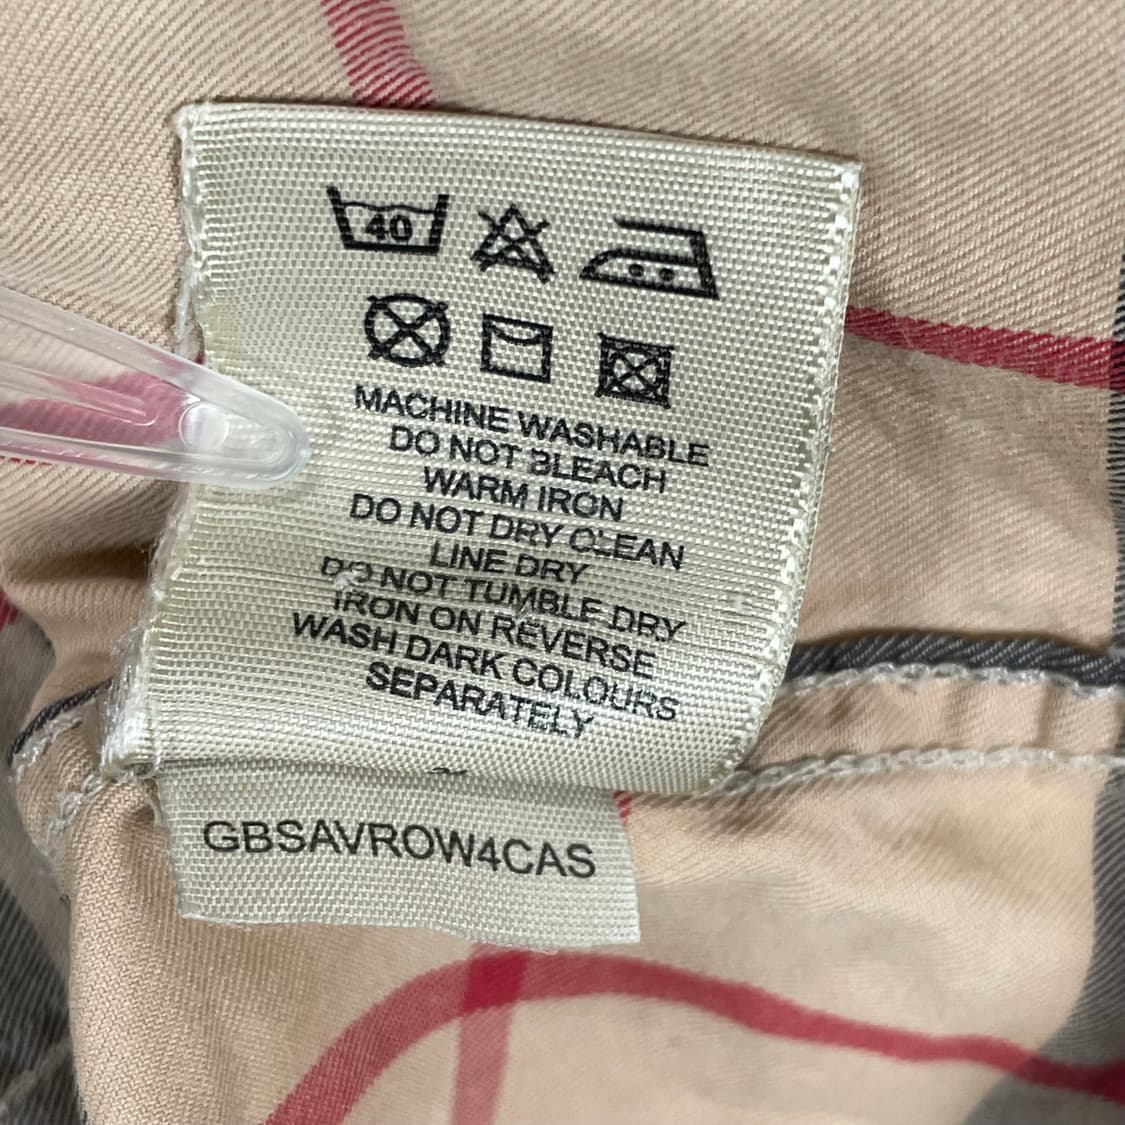 40
MACHINE WASHABLE
DO NOT BLEACH
WARM IRON
DO NOT DRY CLEAN
LINE DRY
DO NOT TUMBLE DRY
IRON ON REVERSE
WASH DARK COLOURS
SEPARATELY
GBSAVROW4CAS